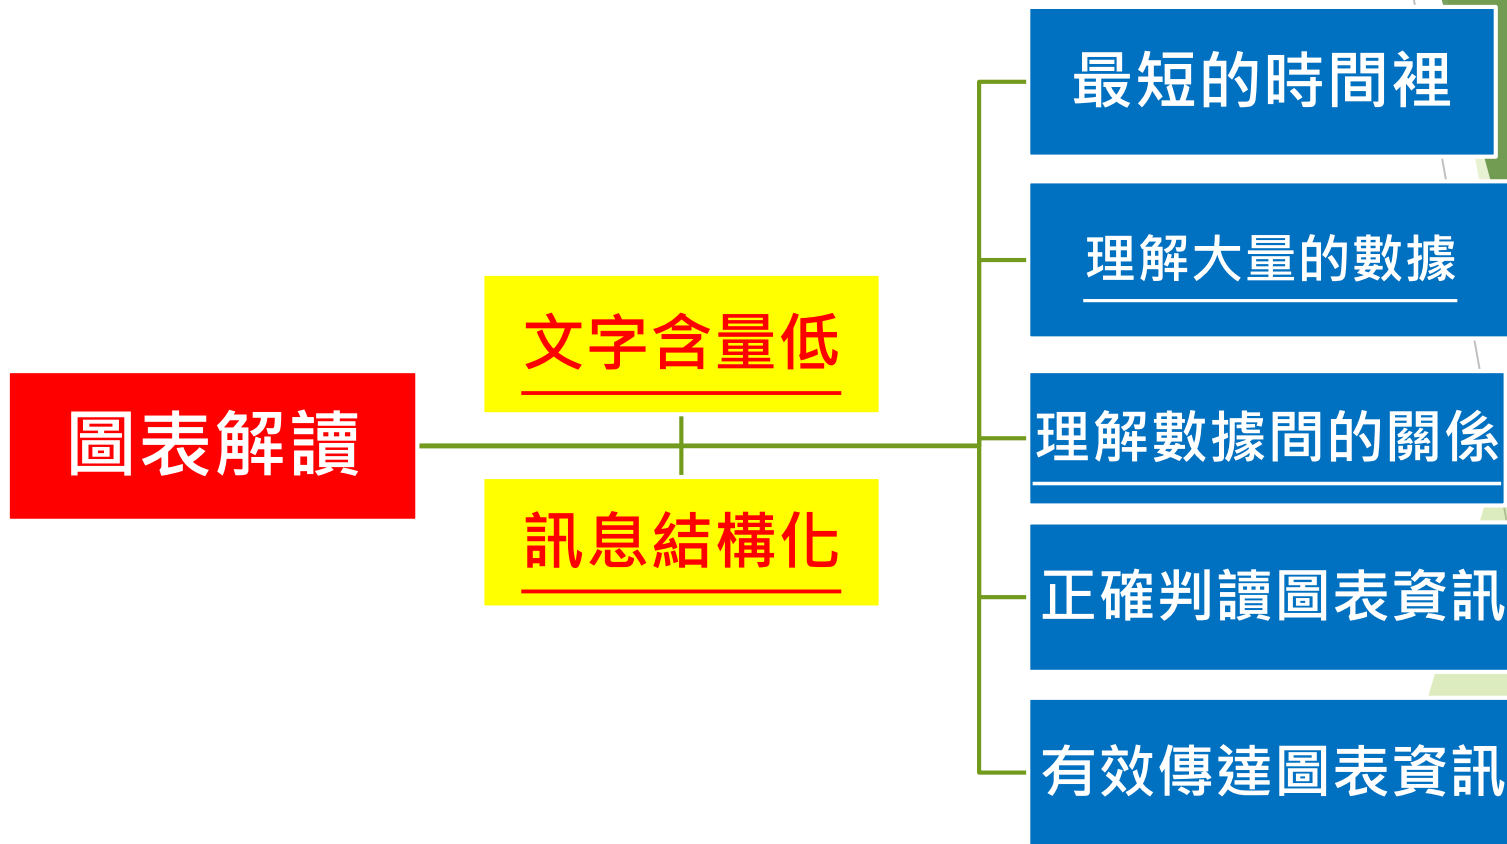 圖表解讀
文字含量低
訊息結構化
最短的時間裡
理解大量的數據
理解數據間的關係
正確判讀圖表資訊
有效傳達圖表資訊